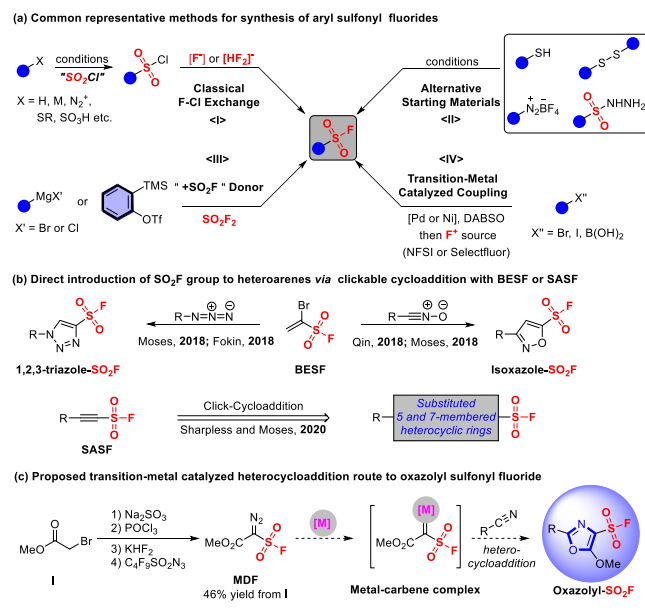 (a) Common representative methods for synthesis of aryl sulfonyl fluorides
X
conditions
"SO2Cl"
O
S
O
Cl
[F-] or [HF2]-
Classical
F-Cl Exchange
<I>
X = H, M, N2+,
SR, SO3H etc.
conditions
Alternative
Starting Materials
<II>
SH
S
S
+
N2BF4
–
O
S
O
NHNH2
O
S
O
F
<III>
<IV>
MgX'
or
TMS
OTf
X' = Br or Cl
" +SO2F " Donor
SO2F2
Transition-Metal
Catalyzed Coupling
[Pd or Ni], DABSO
then F+ source
(NFSI or Selectfluor)
X''
X'' = Br, I, B(OH)2
(b) Direct introduction of SO2F group to heteroarenes via clickable cycloaddition with BESF or SASF
R
N
N
N
O
S
O
F
1,2,3-triazole-SO2F
R–N=N=N
⊕ ⊖
Moses, 2018; Fokin, 2018
Br
O
S
O
F
BESF
⊕ ⊖
R–≡N–O
Qin, 2018; Moses, 2018
R
N
O
O
S
O
F
Isoxazole-SO2F
R
O
S
O
F
SASF
Click-Cycloaddition
Sharpless and Moses, 2020
R
Substituted
5 and 7-membered
heterocyclic rings
O
S
O
F
(c) Proposed transition-metal catalyzed heterocycloaddition route to oxazolyl sulfonyl fluoride
O
MeO
Br
I
1) Na2SO3
2) POCl3
3) KHF2
4) C4F9SO2N3
N2
MeO2C
O
S
O
F
MDF
46% yield from I
[M]
[M]
MeO2C
O
S
O
F
Metal-carbene complex
R
CN
hetero-
cycloaddition
R
N
O
OMe
O
S
O
F
Oxazolyl-SO2F